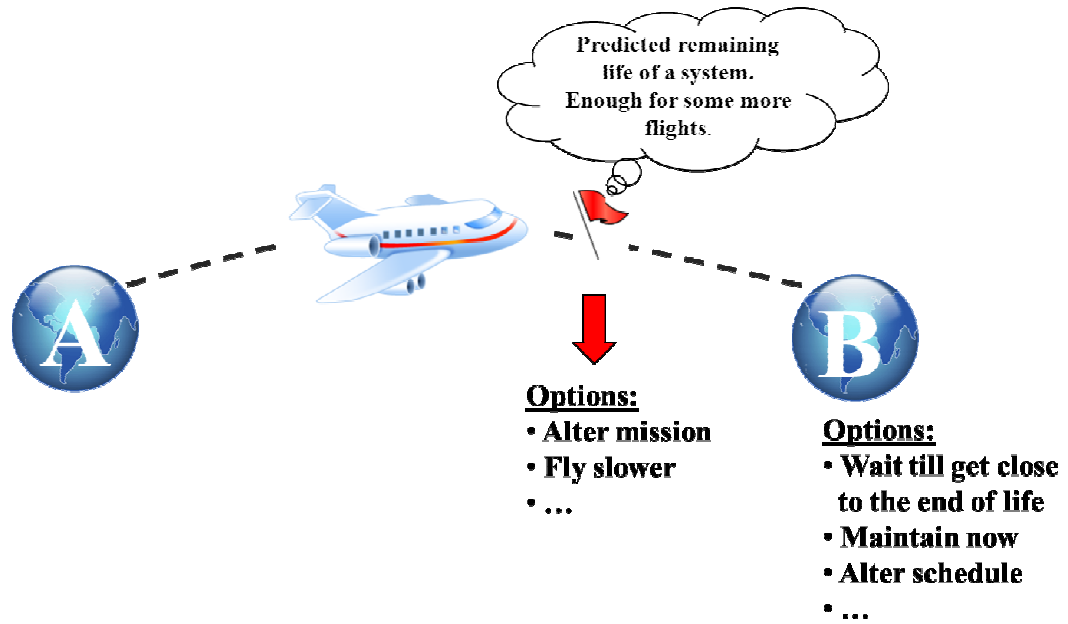 Predicted remaining
life of a system.
Enough for some more
flights.
A
B
Options:
• Alter mission
• Fly slower
• ...
Options:
• Wait till get close
to the end of life
• Maintain now
• Alter schedule
• ...